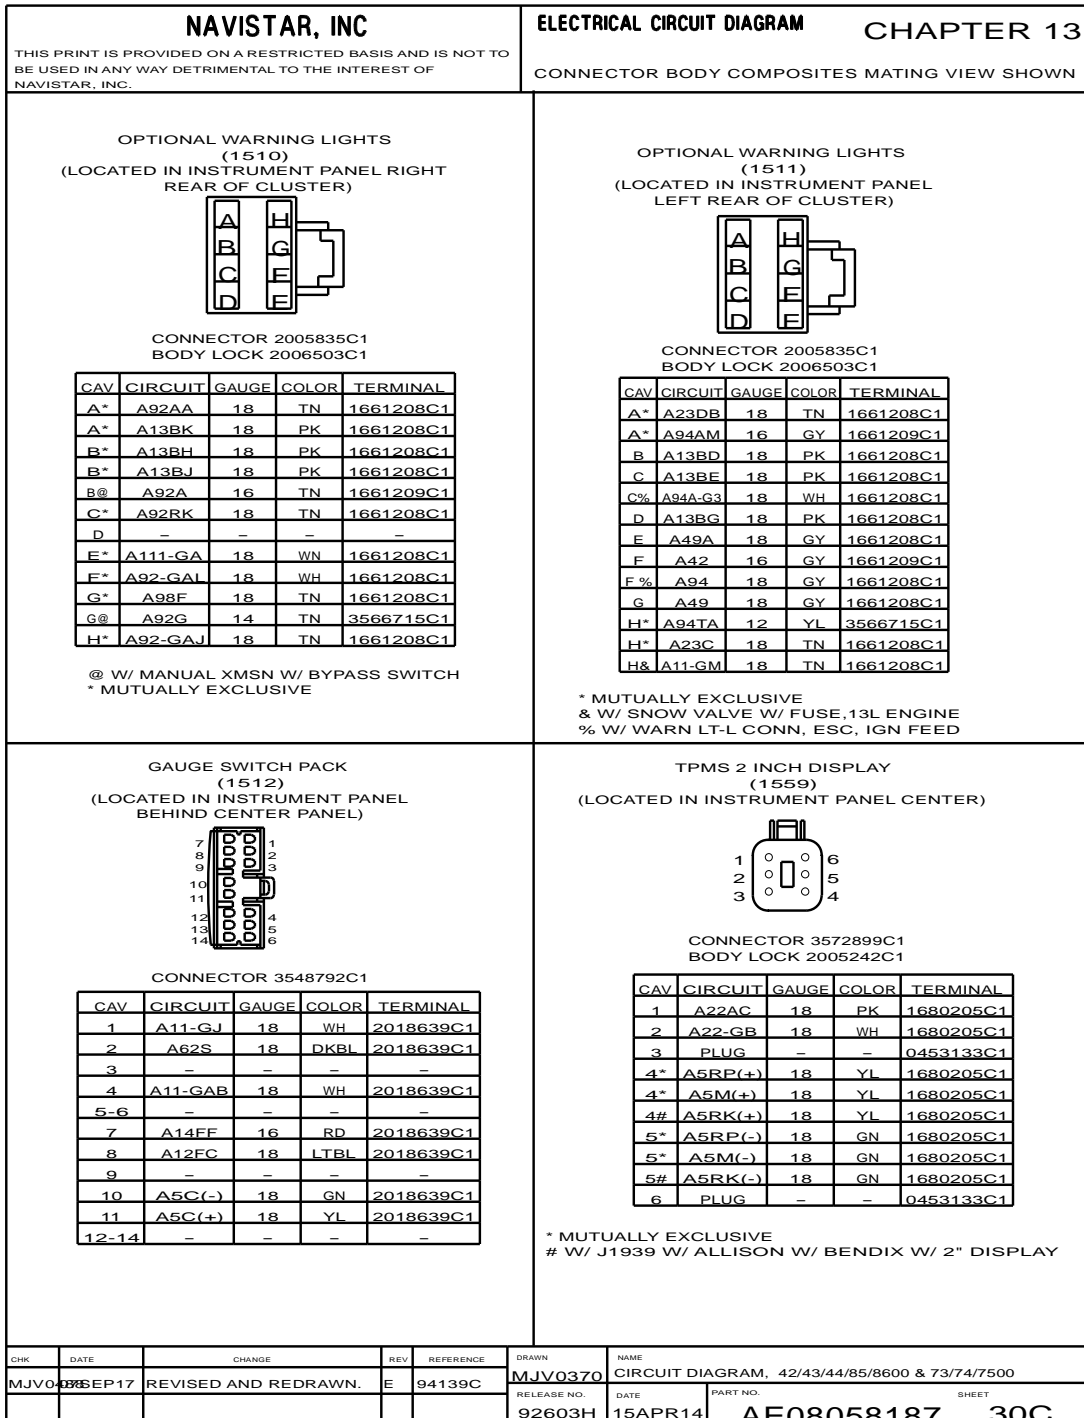 NAVISTAR, INC
THIS PRINT IS PROVIDED ON A RESTRICTED BASIS AND IS NOT TO
BE USED IN ANY WAY DETRIMENTAL TO THE INTEREST OF
NAVISTAR, INC.
ELECTRICAL CIRCUIT DIAGRAM CHAPTER 13
CONNECTOR BODY COMPOSITES MATING VIEW SHOWN
OPTIONAL WARNING LIGHTS
(1510)
(LOCATED IN INSTRUMENT PANEL RIGHT
REAR OF CLUSTER)
A H
B G
C F
D E
CONNECTOR 2005835C1
BODY LOCK 2006503C1
CAV CIRCUIT GAUGE COLOR TERMINAL
A* A92AA 18 TN 1661208C1
A* A13BK 18 PK 1661208C1
B* A13BH 18 PK 1661208C1
B* A13BJ 18 PK 1661208C1
B@ A92A 16 TN 1661209C1
C* A92RK 18 TN 1661208C1
D – – – –
E* A111-GA 18 WN 1661208C1
F* A92-GAL 18 WH 1661208C1
G* A98F 18 TN 1661208C1
G@ A92G 14 TN 3566715C1
H* A92-GAJ 18 TN 1661208C1
@ W/ MANUAL XMSN W/ BYPASS SWITCH
* MUTUALLY EXCLUSIVE
OPTIONAL WARNING LIGHTS
(1511)
(LOCATED IN INSTRUMENT PANEL
LEFT REAR OF CLUSTER)
A H
B G
C F
D E
CONNECTOR 2005835C1
BODY LOCK 2006503C1
CAV CIRCUIT GAUGE COLOR TERMINAL
A* A23DB 18 TN 1661208C1
A* A94AM 16 GY 1661209C1
B A13BD 18 PK 1661208C1
C A13BE 18 PK 1661208C1
C% A94A-G3 18 WH 1661208C1
D A13BG 18 PK 1661208C1
E A49A 18 GY 1661208C1
F A42 16 GY 1661209C1
F % A94 18 GY 1661208C1
G A49 18 GY 1661208C1
H* A94TA 12 YL 3566715C1
H* A23C 18 TN 1661208C1
H& A11-GM 18 TN 1661208C1
* MUTUALLY EXCLUSIVE
& W/ SNOW VALVE W/ FUSE,13L ENGINE
% W/ WARN LT-L CONN, ESC, IGN FEED
GAUGE SWITCH PACK
(1512)
(LOCATED IN INSTRUMENT PANEL
BEHIND CENTER PANEL)
7 1
8 2
9 3
10
11
12 4
13 5
14 6
CONNECTOR 3548792C1
CAV CIRCUIT GAUGE COLOR TERMINAL
1 A11-GJ 18 WH 2018639C1
2 A62S 18 DKBL 2018639C1
3 – – – –
4 A11-GAB 18 WH 2018639C1
5-6 – – – –
7 A14FF 16 RD 2018639C1
8 A12FC 18 LTBL 2018639C1
9 – – – –
10 A5C(-) 18 GN 2018639C1
11 A5C(+) 18 YL 2018639C1
12-14 – – – –
TPMS 2 INCH DISPLAY
(1559)
(LOCATED IN INSTRUMENT PANEL CENTER)
1 6
2 5
3 4
CONNECTOR 3572899C1
BODY LOCK 2005242C1
CAV CIRCUIT GAUGE COLOR TERMINAL
1 A22AC 18 PK 1680205C1
2 A22-GB 18 WH 1680205C1
3 PLUG – – 0453133C1
4* A5RP(+) 18 YL 1680205C1
4* A5M(+) 18 YL 1680205C1
4# A5RK(+) 18 YL 1680205C1
5* A5RP(-) 18 GN 1680205C1
5* A5M(-) 18 GN 1680205C1
5# A5RK(-) 18 GN 1680205C1
6 PLUG – – 0453133C1
* MUTUALLY EXCLUSIVE
# W/ J1939 W/ ALLISON W/ BENDIX W/ 2" DISPLAY
CHK DATE CHANGE REV REFERENCE
SEP17 REVISED AND REDRAWN. E 94139C
DRAWN NAME
MJV0370 CIRCUIT DIAGRAM, 42/43/44/85/8600 & 73/74/7500
RELEASE NO. DATE PART NO. SHEET
92603H 15APR14 AF08058187 30C